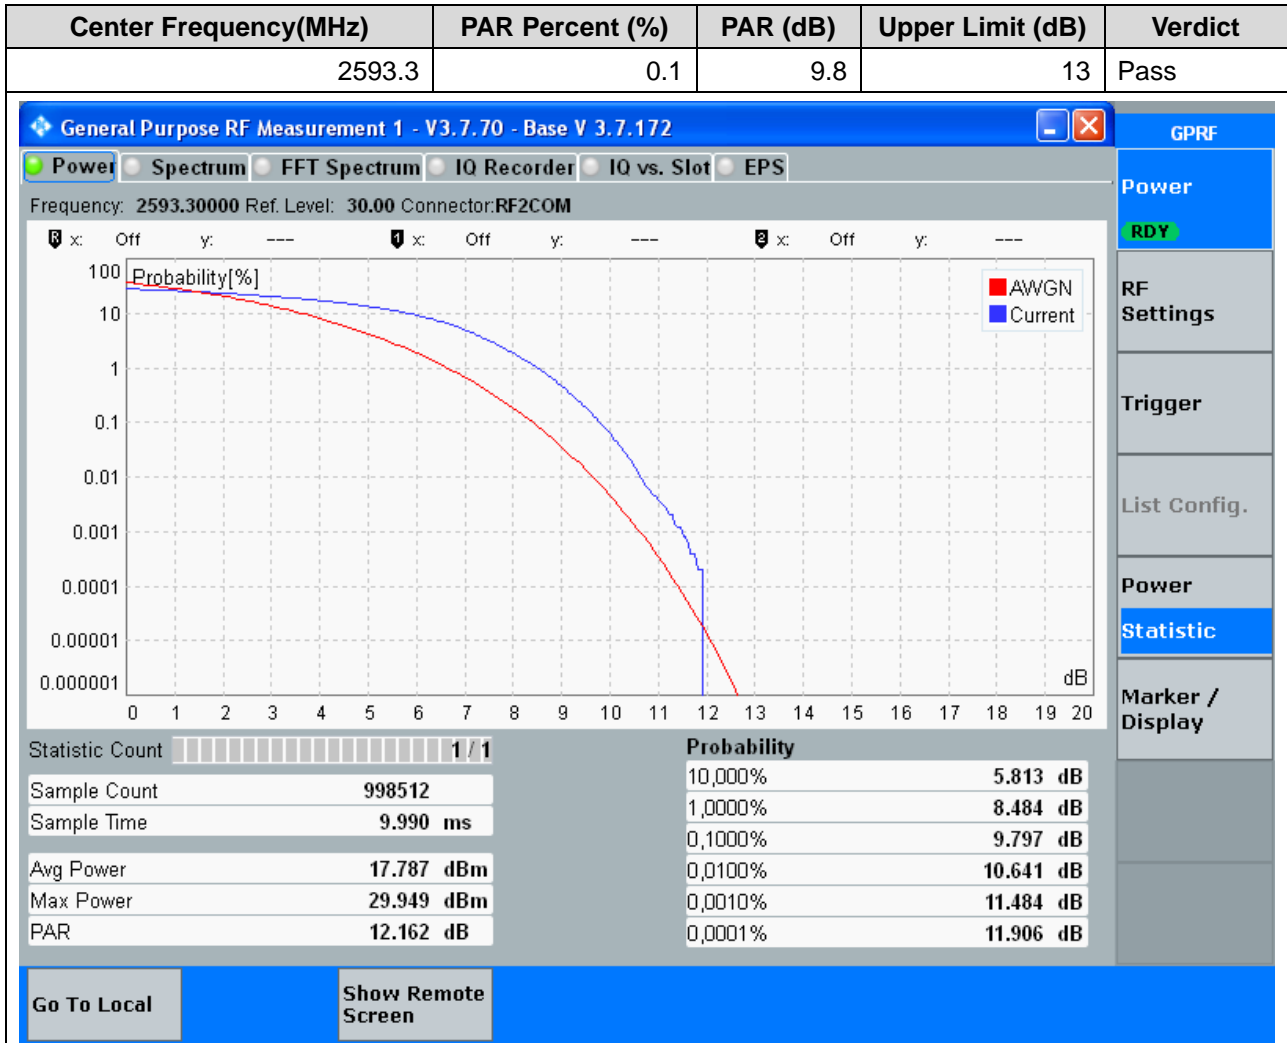 Center Frequency(MHz) PAR Percent (%) PAR (dB) Upper Limit (dB) Verdict
2593.3 0.1 9.8 13 Pass
General Purpose RF Measurement 1 - V3.7.70 - Base V 3.7.172
GPRF
Power Spectrum FFT Spectrum IQ Recorder IQ vs. Slot EPS
Frequency: 2593.30000 Ref. Level: 30.00 Connector:RF2COM
R x: Off y: --- 1 x: Off y: --- 2 x: Off y: ---
Probability[%]
100
10
1
0.1
0.01
0.001
0.0001
0.00001
0.000001
AWGN
Current
dB
0 1 2 3 4 5 6 7 8 9 10 11 12 13 14 15 16 17 18 19 20
Statistic Count 1 / 1
Sample Count 998512
Sample Time 9.990 ms
Avg Power 17.787 dBm
Max Power 29.949 dBm
PAR 12.162 dB
Probability
10,000% 5.813 dB
1,0000% 8.484 dB
0,1000% 9.797 dB
0,0100% 10.641 dB
0,0010% 11.484 dB
0,0001% 11.906 dB
Power
RDY
RF
Settings
Trigger
List Config.
Power
Statistic
Marker /
Display
Go To Local
Show Remote
Screen